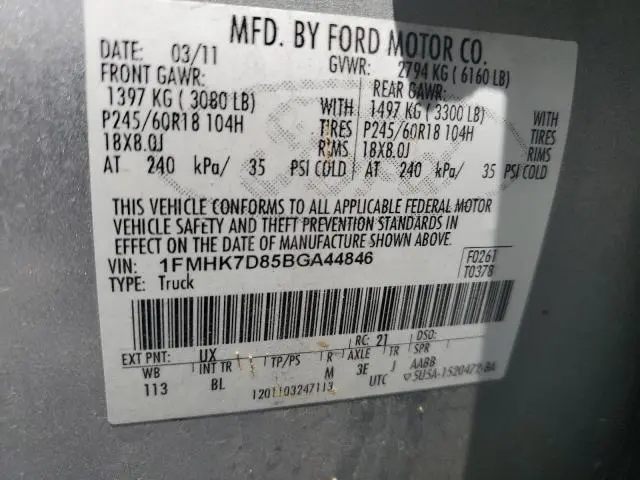 MFD. BY FORD MOTOR CO.
DATE: 03/11 GVWR: 2794 KG ( 6160 LB)
FRONT GAWR: REAR GAWR:
1397 KG ( 3080 LB) WITH 1497 KG ( 3300 LB) WITH
P245/60R18 104H TIRES P245/60R18 104H TIRES
18X8.0J RIMS 18X8.0J RIMS
AT 240 kPa/ 35 PSI COLD AT 240 kPa/ 35 PSI COLD
THIS VEHICLE CONFORMS TO ALL APPLICABLE FEDERAL MOTOR
VEHICLE SAFETY AND THEFT PREVENTION STANDARDS IN
EFFECT ON THE DATE OF MANUFACTURE SHOWN ABOVE.
VIN: 1FMHK7D85BGA44846 F0261
TYPE: Truck T0378
EXT PNT: UX RC: 21 DSO:
WB INT TR TP/PS R AXLE TR SPR
113 BL M 3E J AABB
1201103247113 UTC 5U5A-1520472-BA